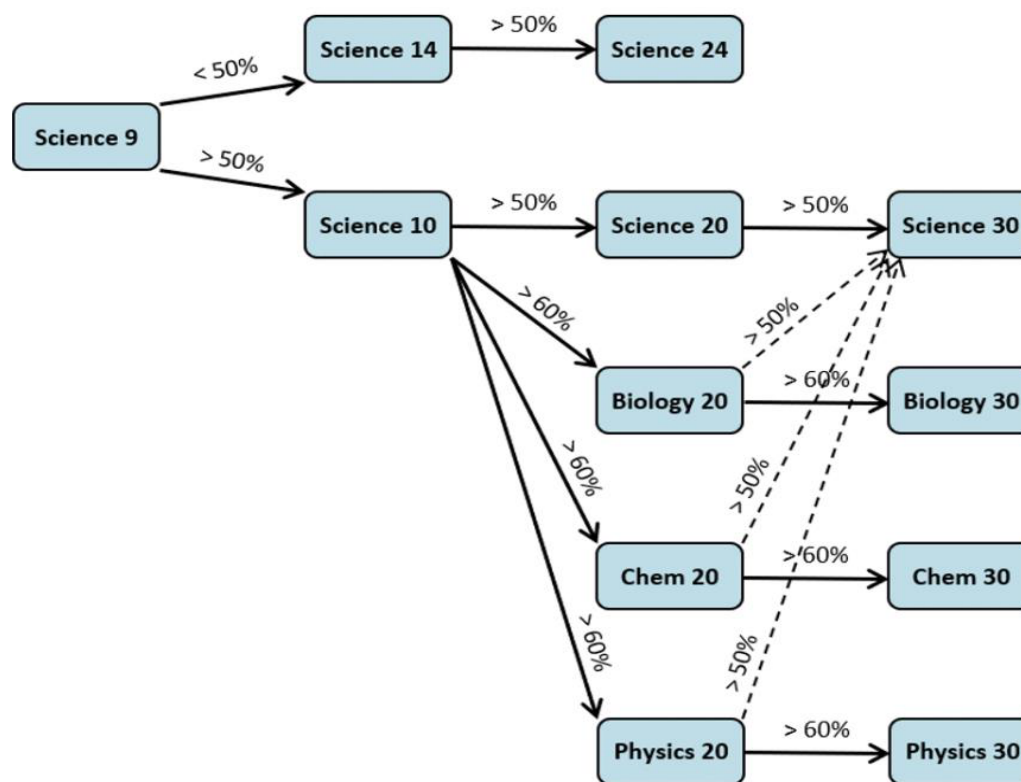 Science 14
> 50%
Science 24
< 50%
Science 9
> 50%
Science 10
> 50%
Science 20
> 50%
Science 30
> 60%
> 50%
Biology 20
> 60%
Biology 30
> 60%
> 50%
Chem 20
> 60%
Chem 30
> 60%
> 50%
Physics 20
> 60%
Physics 30